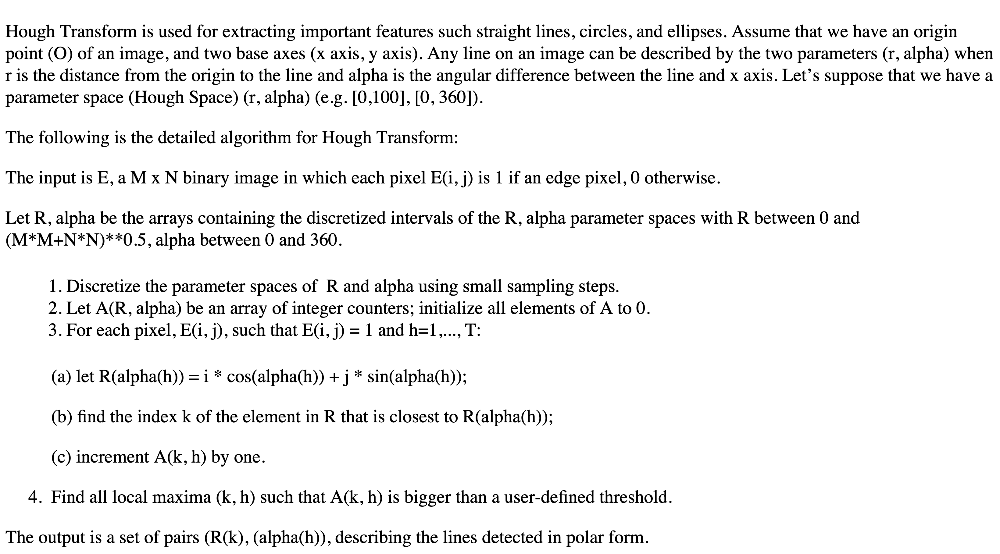 Hough Transform is used for extracting important features such straight lines, circles, and ellipses. Assume that we have an origin
point (O) of an image, and two base axes (x axis, y axis). Any line on an image can be described by the two parameters (r, alpha) when
r is the distance from the origin to the line and alpha is the angular difference between the line and x axis. Let’s suppose that we have a
parameter space (Hough Space) (r, alpha) (e.g. [0,100], [0, 360]).
The following is the detailed algorithm for Hough Transform:
The input is E, a M x N binary image in which each pixel E(i, j) is 1 if an edge pixel, 0 otherwise.
Let R, alpha be the arrays containing the discretized intervals of the R, alpha parameter spaces with R between 0 and
(M*M+N*N)**0.5, alpha between 0 and 360.
1. Discretize the parameter spaces of  R and alpha using small sampling steps.
2. Let A(R, alpha) be an array of integer counters; initialize all elements of A to 0.
3. For each pixel, E(i, j), such that E(i, j) = 1 and h=1,..., T:
(a) let R(alpha(h)) = i * cos(alpha(h)) + j * sin(alpha(h));
(b) find the index k of the element in R that is closest to R(alpha(h));
(c) increment A(k, h) by one.
4.  Find all local maxima (k, h) such that A(k, h) is bigger than a user-defined threshold.
The output is a set of pairs (R(k), (alpha(h)), describing the lines detected in polar form.